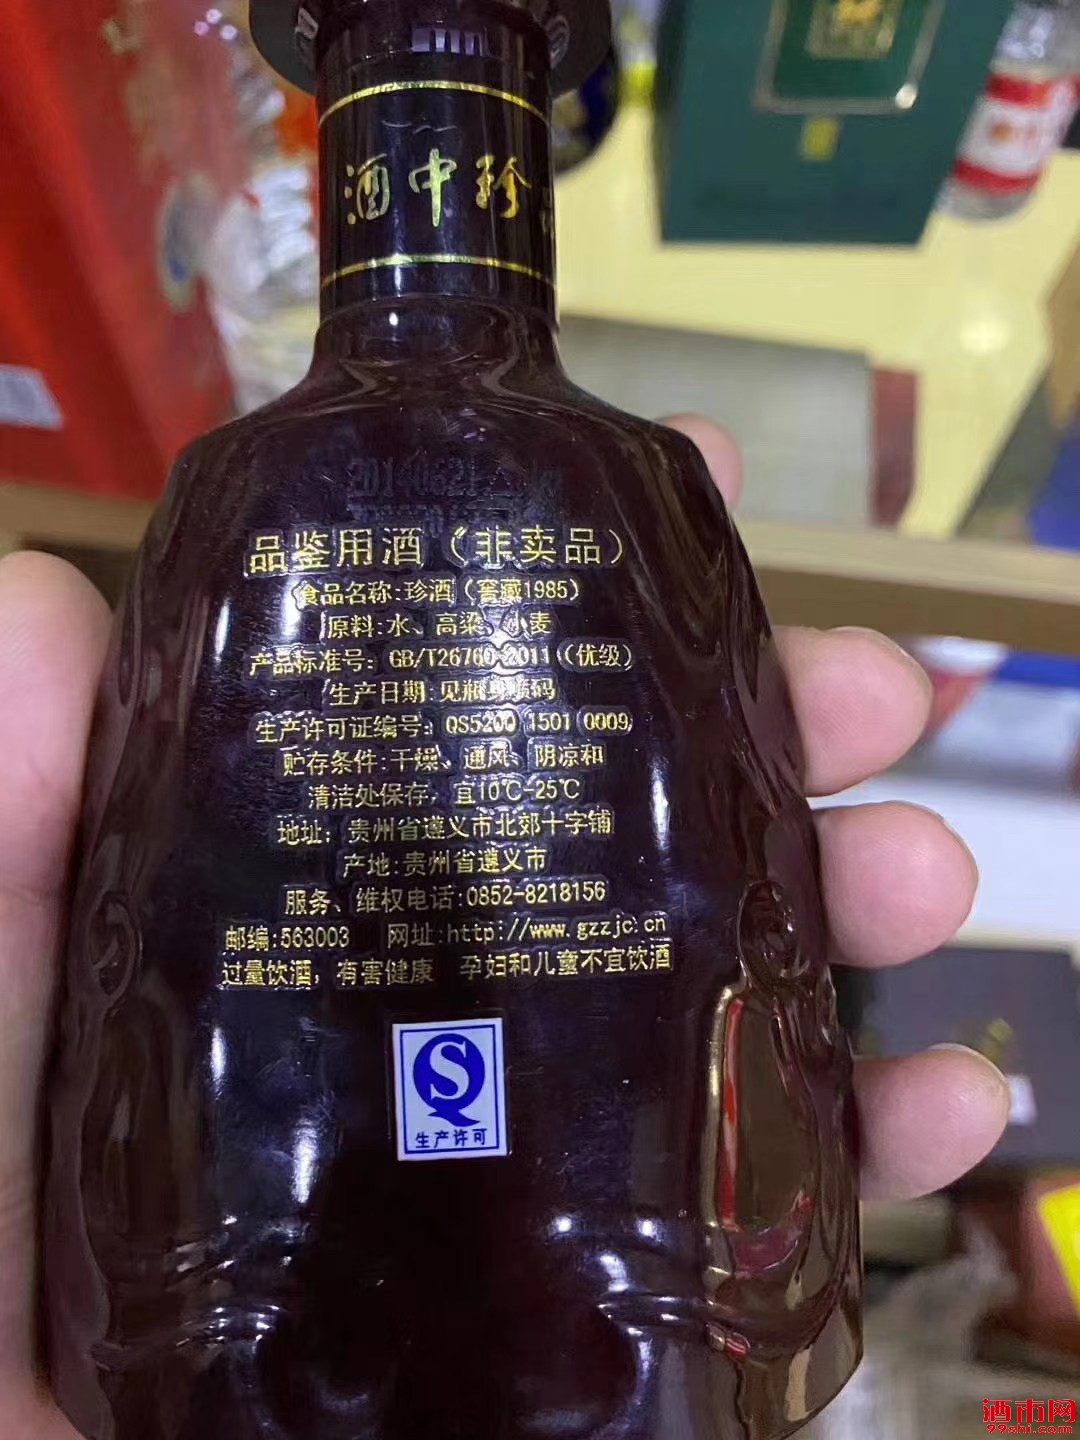 酒中珍
20140321
品鉴用酒（非卖品）
食品名称:珍酒（窖藏1985）
原料:水、高粱、小麦
产品标准号: GB/T26760-2011（优级）
生产日期:见瓶身喷码
生产许可证编号: QS5200 1501 0009
贮存条件:干燥、通风、阴凉和
清洁处保存，宜10℃-25℃
地址: 贵州省遵义市北郊十字铺
产地:贵州省遵义市
服务、维权电话:0852-8218156
邮编:563003 网址:http://www.gzzjc.cn
过量饮酒，有害健康 孕妇和儿童不宜饮酒
QS
生产许可
酒市网
99shi.com